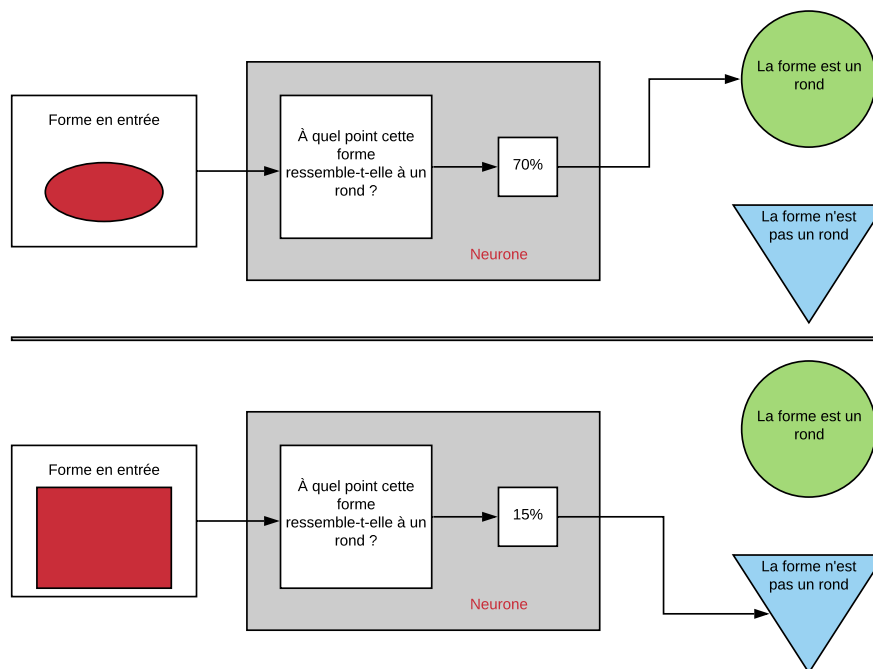 La forme est un
rond
Forme en entrée
À quel point cette
forme
ressemble-t-elle à un
rond ?
70%
La forme n'est
pas un rond
Neurone
La forme est un
rond
Forme en entrée
À quel point cette
forme
ressemble-t-elle à un
rond ?
15%
La forme n'est
pas un rond
Neurone